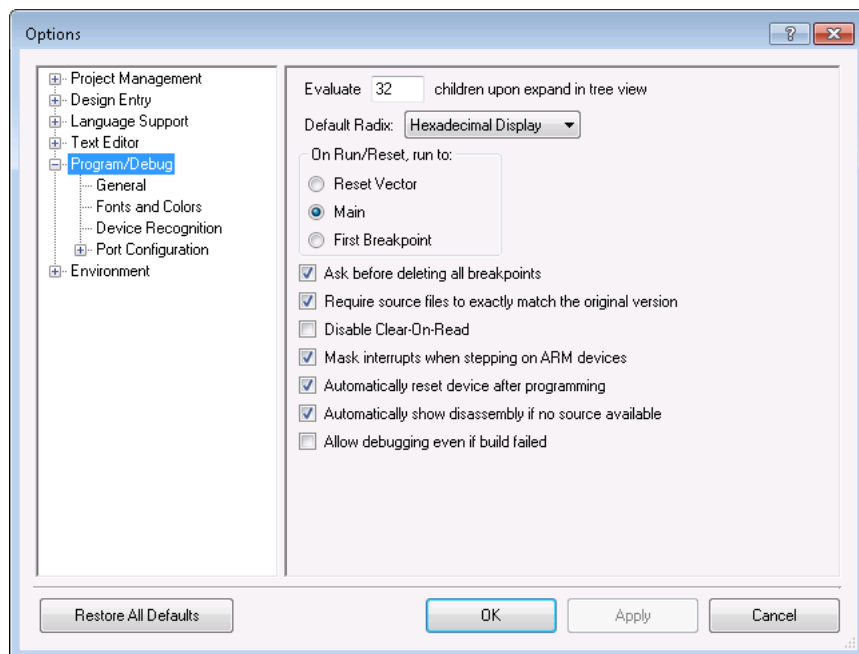 Options
Project Management
Design Entry
Language Support
Text Editor
Program/Debug
General
Fonts and Colors
Device Recognition
Port Configuration
Environment
Evaluate 32 children upon expand in tree view
Default Radix: Hexadecimal Display
On Run/Reset, run to:
Reset Vector
Main
First Breakpoint
Ask before deleting all breakpoints
Require source files to exactly match the original version
Disable Clear-On-Read
Mask interrupts when stepping on ARM devices
Automatically reset device after programming
Automatically show disassembly if no source available
Allow debugging even if build failed
Restore All Defaults OK Apply Cancel